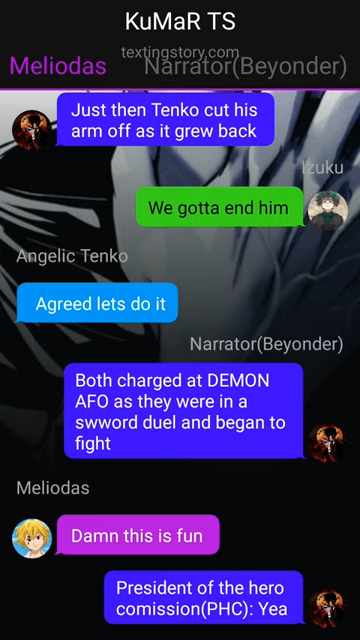 KuMaR TS
textingstory.com
Meliodas
Narrator(Beyonder)
Just then Tenko cut his
arm off as it grew back
Izuku
We gotta end him
Angelic Tenko
Agreed lets do it
Narrator(Beyonder)
Both charged at DEMON
AFO as they were in a
swword duel and began to
fight
Meliodas
Damn this is fun
President of the hero
comission(PHC): Yea